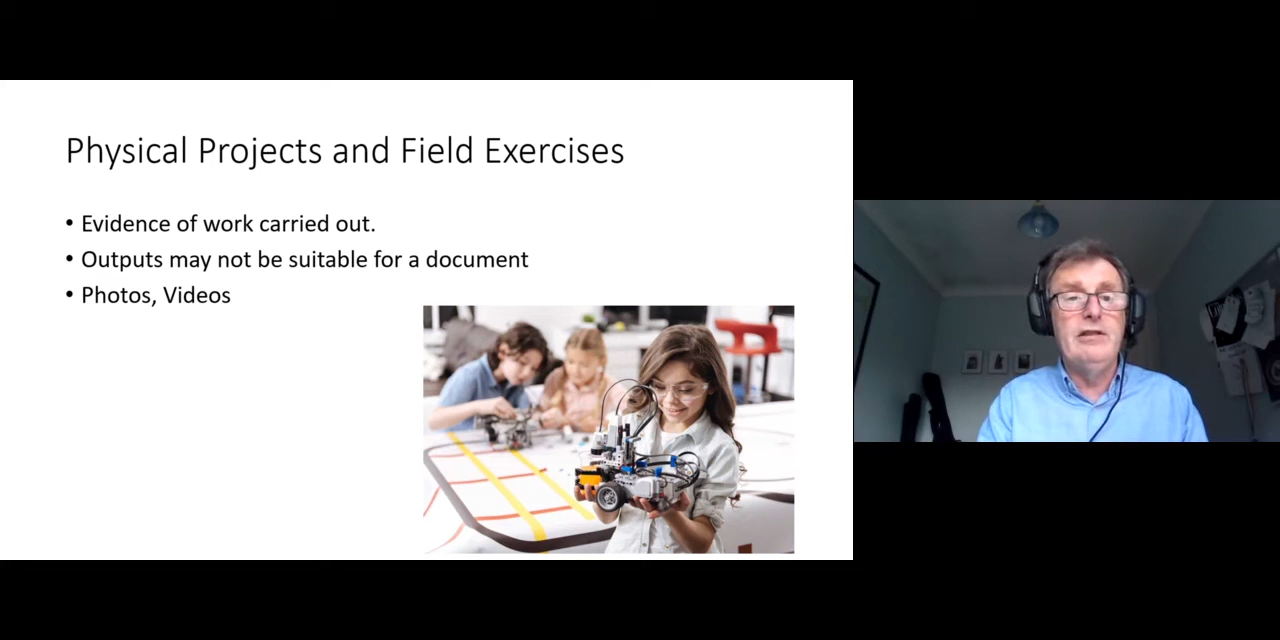 Physical Projects and Field Exercises
• Evidence of work carried out.
• Outputs may not be suitable for a document
• Photos, Videos